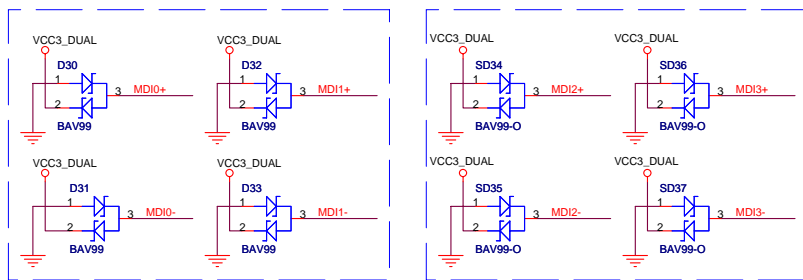 VCC3_DUAL VCC3_DUAL VCC3_DUAL VCC3_DUAL
D30 D32 SD34 SD36
1 1 1 1
3 MDI0+ 3 MDI1+ 3 MDI2+ 3 MDI3+
2 2 2 2
BAV99 BAV99 BAV99-O BAV99-O
VCC3_DUAL VCC3_DUAL VCC3_DUAL VCC3_DUAL
D31 D33 SD35 SD37
1 1 1 1
3 MDI0- 3 MDI1- 3 MDI2- 3 MDI3-
2 2 2 2
BAV99 BAV99 BAV99-O BAV99-O